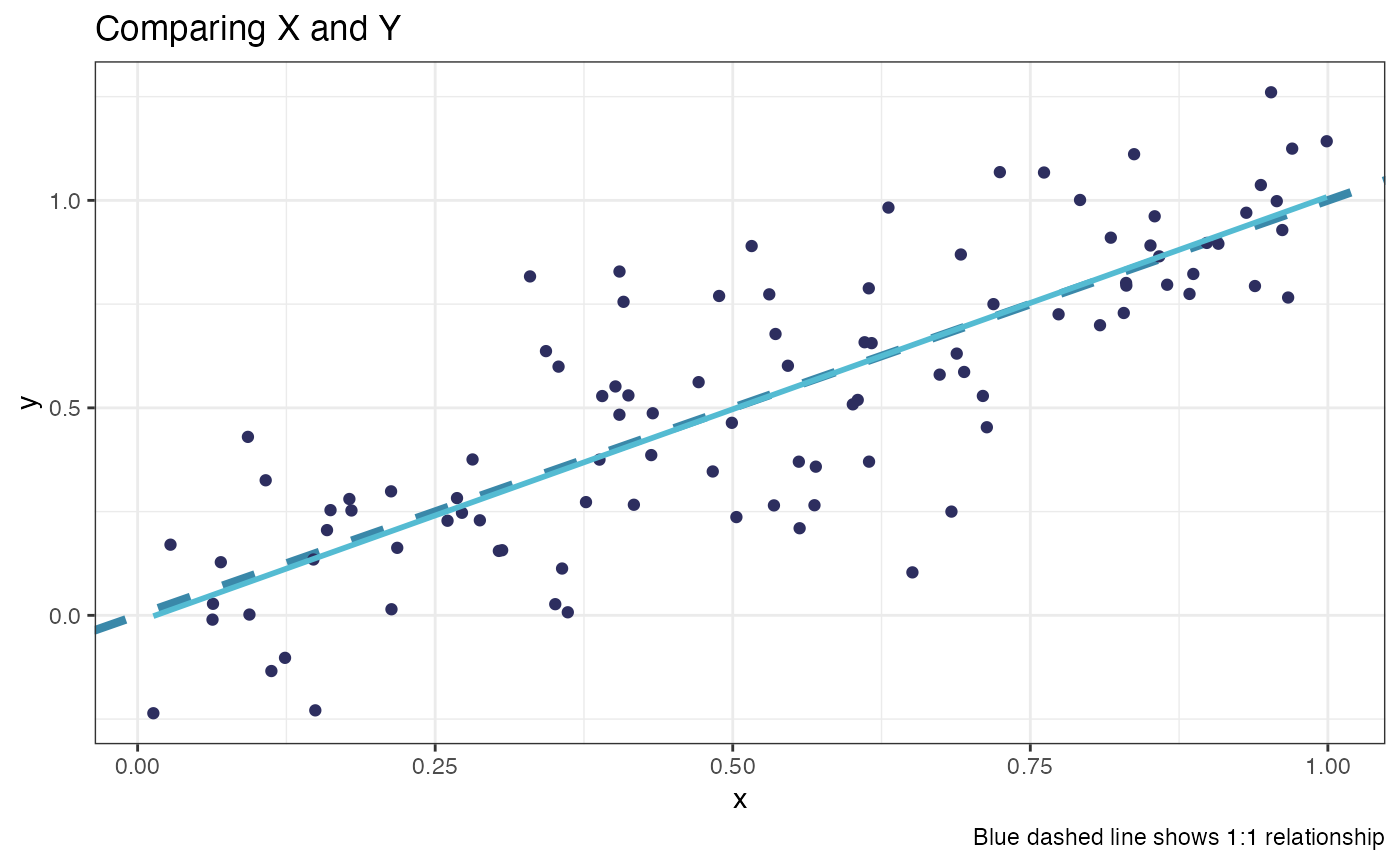 Comparing X and Y
1.0
0.5
0.0
y
0.00 0.25 0.50 0.75 1.00
x
Blue dashed line shows 1:1 relationship